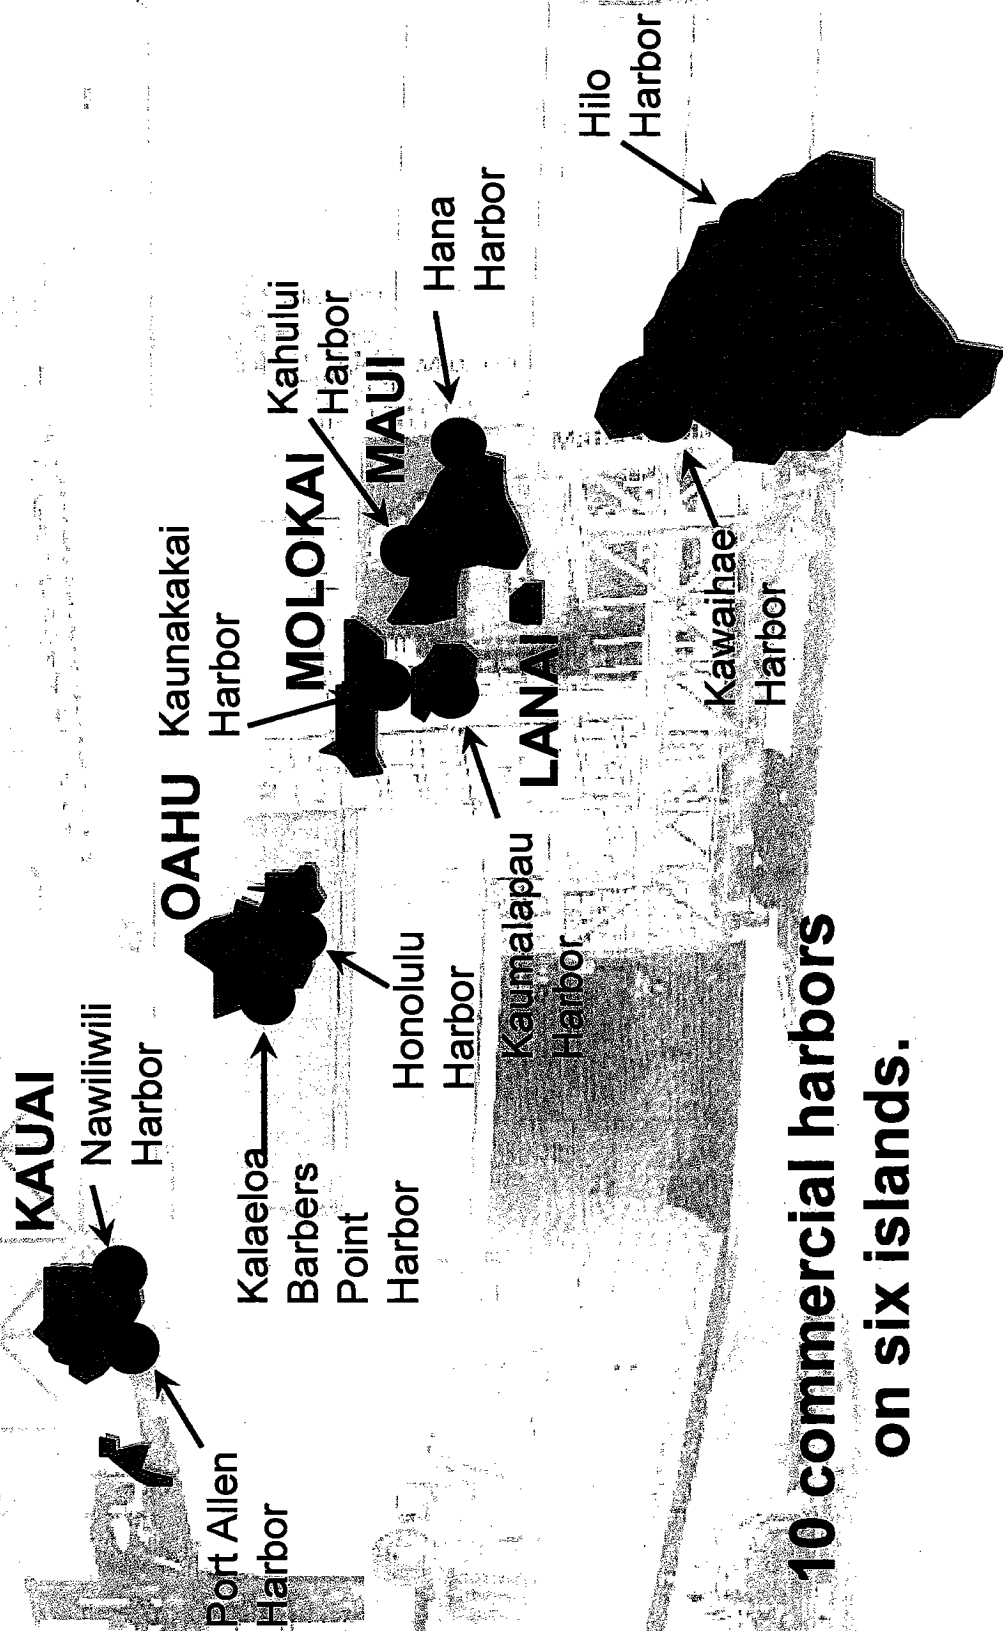 KAUAI
Nawiliwili
Harbor
Port Allen
Harbor
OAHU
Kalaeloa
Barbers
Point
Harbor
Honolulu
Harbor
Kaunakakai
Harbor
MOLOKAI
Kaumalapau
Harbor
LANAI
Kahului
Harbor
MAUI
Hana
Harbor
Hilo
Harbor
Kawaihae
Harbor
10 commercial harbors
on six islands.